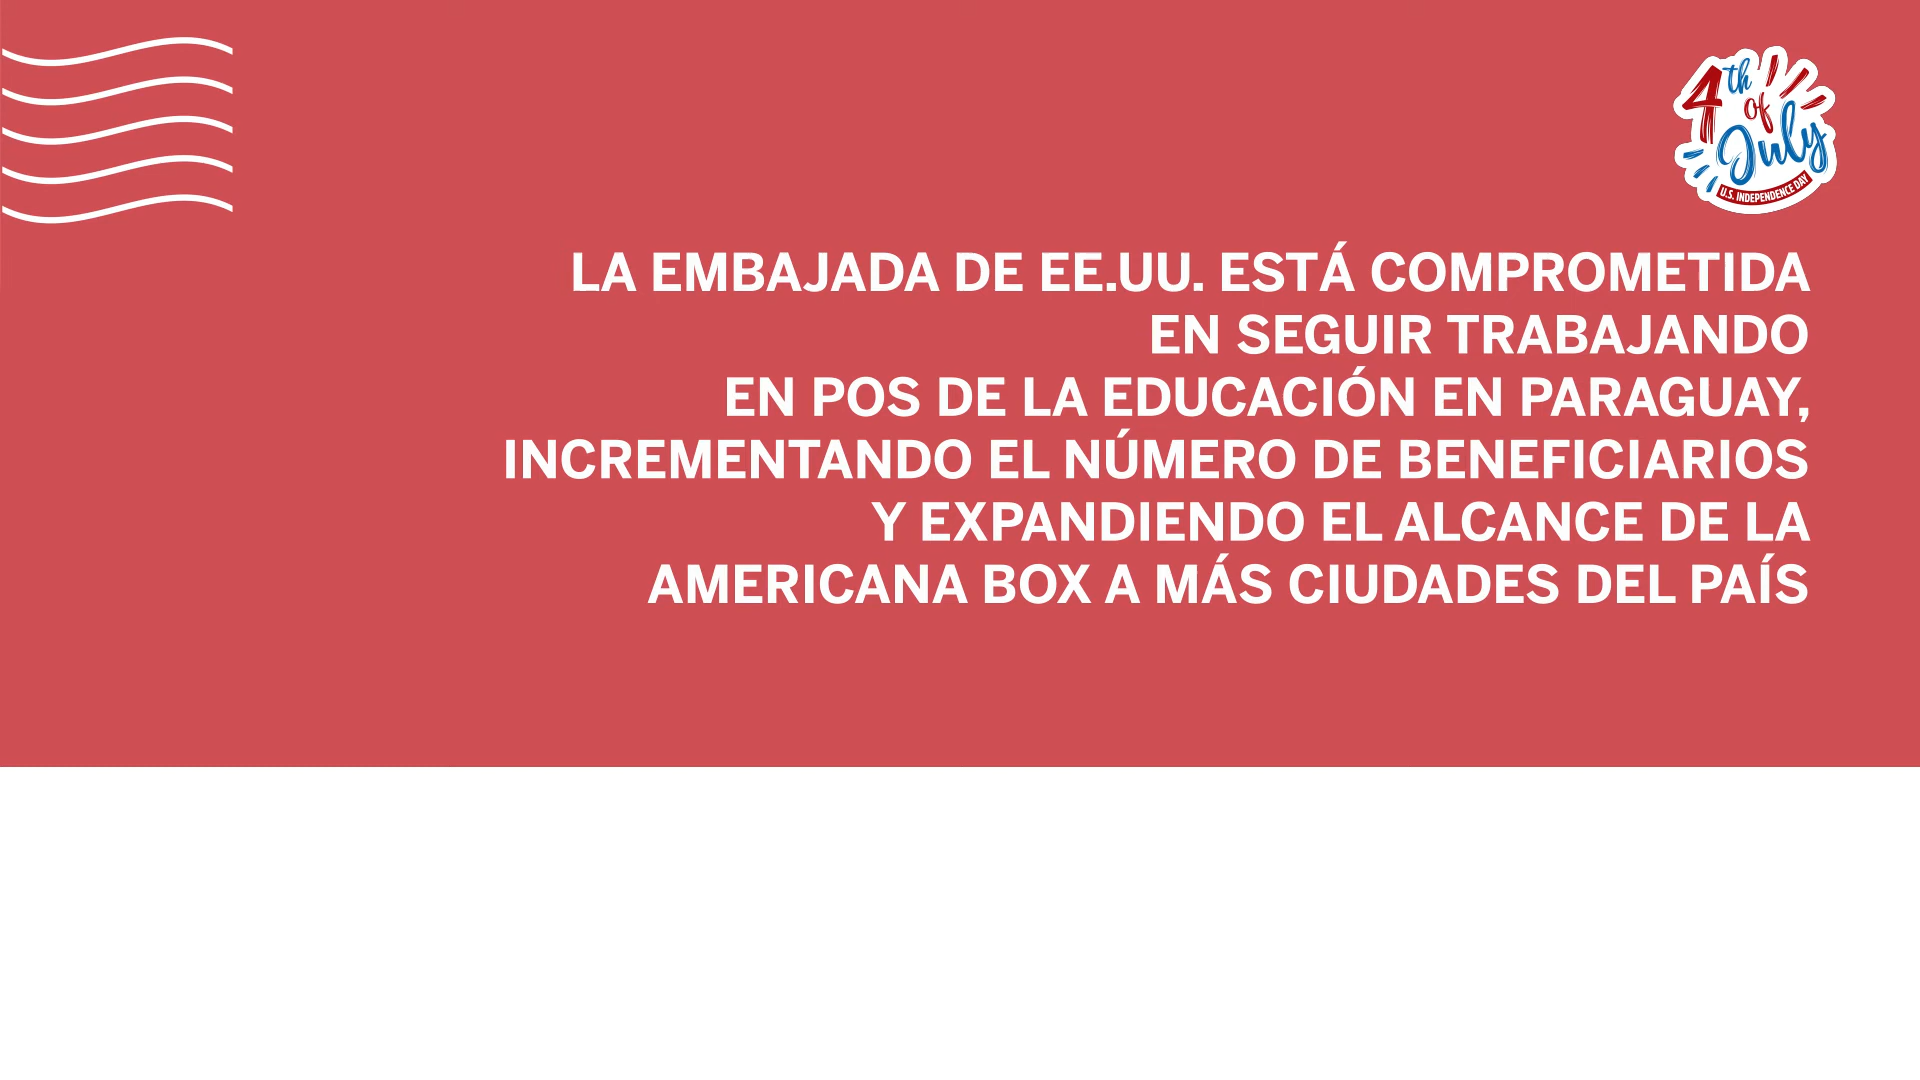 4th
of
July
U.S. INDEPENDENCE DAY
LA EMBAJADA DE EE.UU. ESTÁ COMPROMETIDA
EN SEGUIR TRABAJANDO
EN POS DE LA EDUCACIÓN EN PARAGUAY,
INCREMENTANDO EL NÚMERO DE BENEFICIARIOS
Y EXPANDIENDO EL ALCANCE DE LA
AMERICANA BOX A MÁS CIUDADES DEL PAÍS